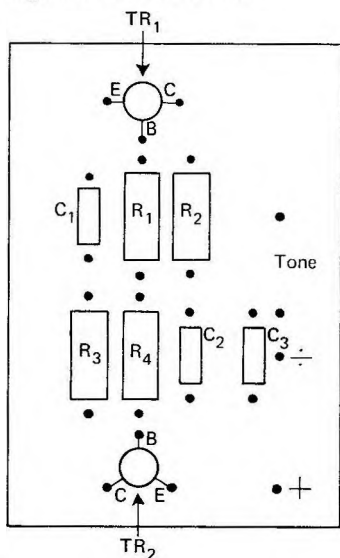 TR₁
E C
B
C₁ R₁ R₂
Tone
R₃ R₄ C₂ C₃ ÷
B
C E +
TR₂